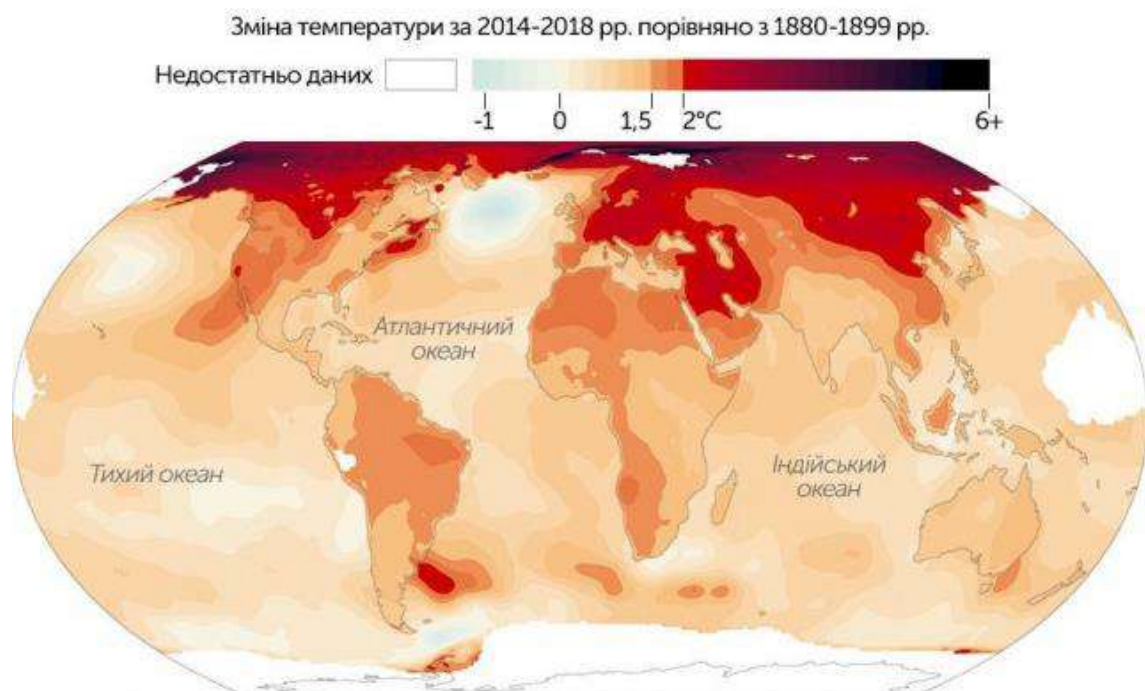 Зміна температури за 2014-2018 рр. порівняно з 1880-1899 рр.
Недостатньо даних
-1 0 1,5 2°C 6+
Атлантичний
океан
Тихий океан
Індійський
океан